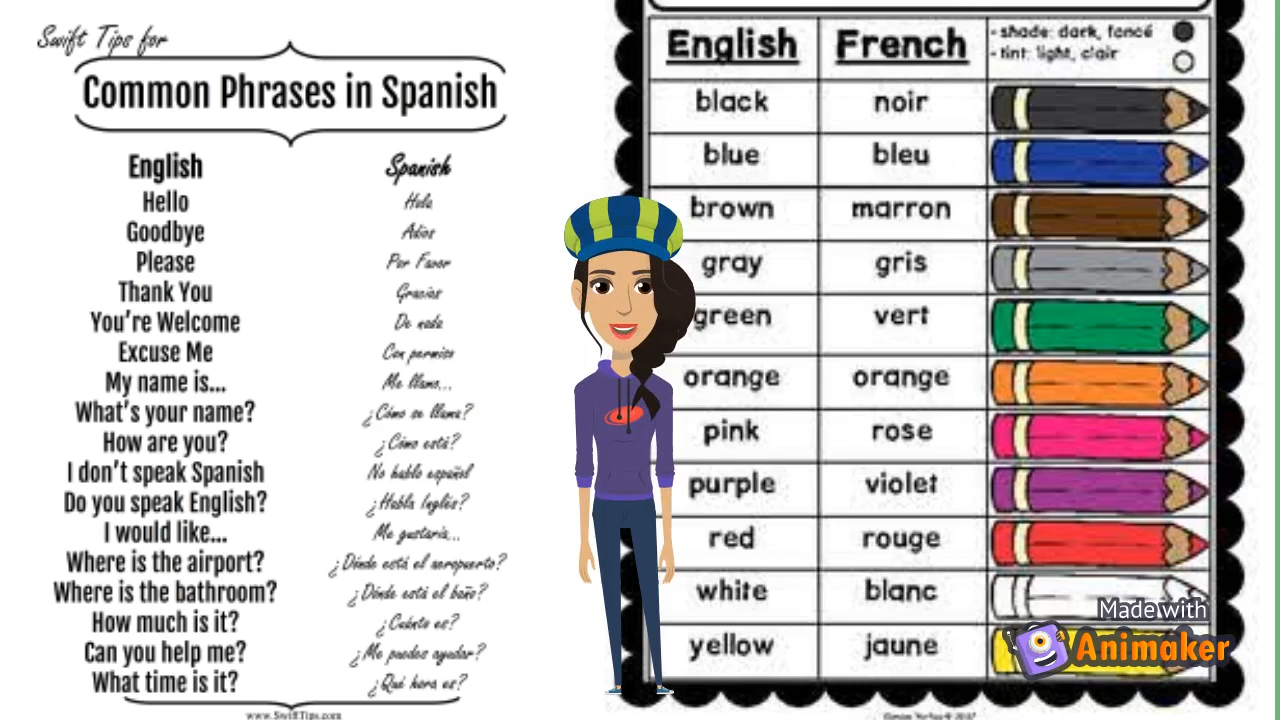 Swift Tips for
Common Phrases in Spanish
English Spanish
Hello Hola
Goodbye Adios
Please Por Favor
Thank You Gracias
You're Welcome De nada
Excuse Me Con permiso
My name is... Me llamo...
What's your name? ¿Cómo se llama?
How are you? ¿Cómo está?
I don't speak Spanish No hablo español
Do you speak English? ¿Habla Inglés?
I would like... Me gustaría...
Where is the airport? ¿Dónde está el aeropuerto?
Where is the bathroom? ¿Dónde está el baño?
How much is it? ¿Cuánto es?
Can you help me? ¿Me puedes ayudar?
What time is it? ¿Qué hora es?
www.SwiftTips.com
English French - shade: dark, foncé
- tint: light, clair
black noir
blue bleu
brown marron
gray gris
green vert
orange orange
pink rose
purple violet
red rouge
white blanc
yellow jaune
Made with
Animaker